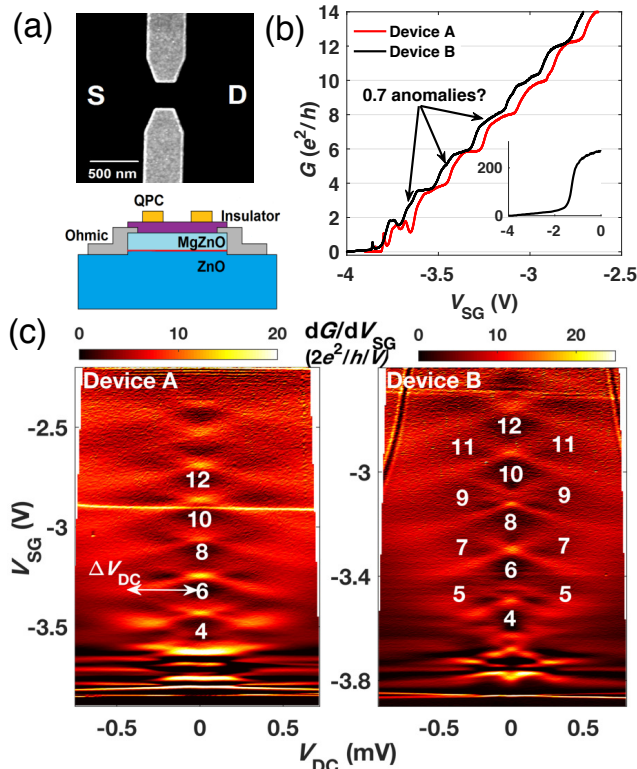 (a)
S D
500 nm
QPC
Insulator
Ohmic
MgZnO
ZnO
(b)
Device A
Device B
0.7 anomalies?
G (e²/h)
14
12
10
8
6
4
2
0
-4 -3.5 -3 -2.5 -2
V_SG (V)
200
0
-4 -2 0
(c)
0 10 20
dG/dV_SG
(2e²/h/V)
0 10 20
Device A
-2.5
-3
-3.5
V_SG (V)
12
10
8
6
4
ΔV_DC
-0.5 0 0.5
Device B
-3
-3.4
-3.8
12
11 11
10
9 9
8
7 7
6
5 5
4
-0.5 0 0.5
V_DC (mV)